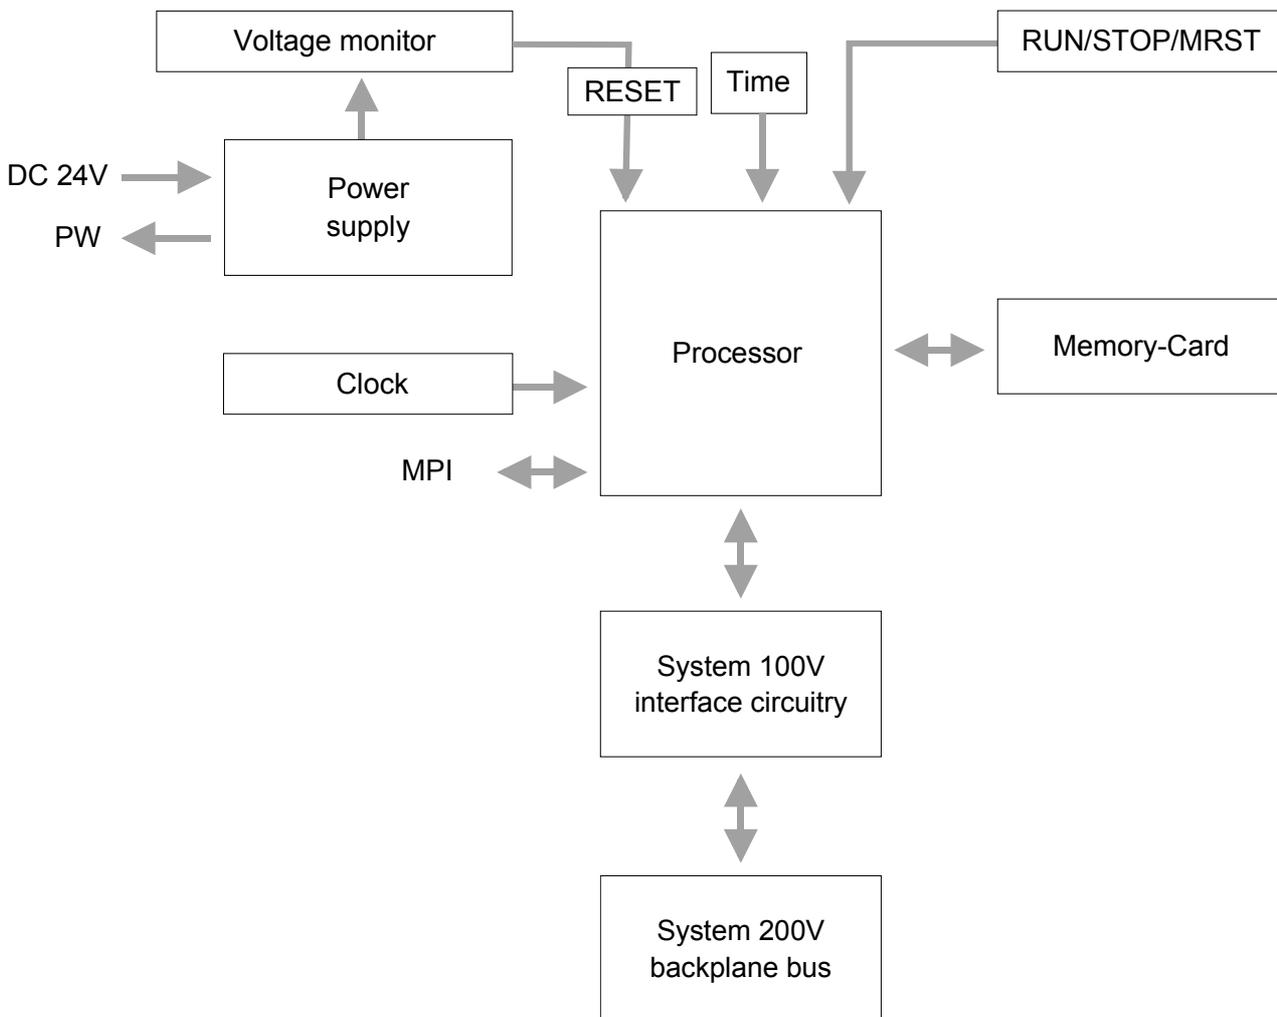 Voltage monitor
RUN/STOP/MRST
RESET
Time
DC 24V
Power
supply
PW
Processor
Memory-Card
Clock
MPI
System 100V
interface circuitry
System 200V
backplane bus